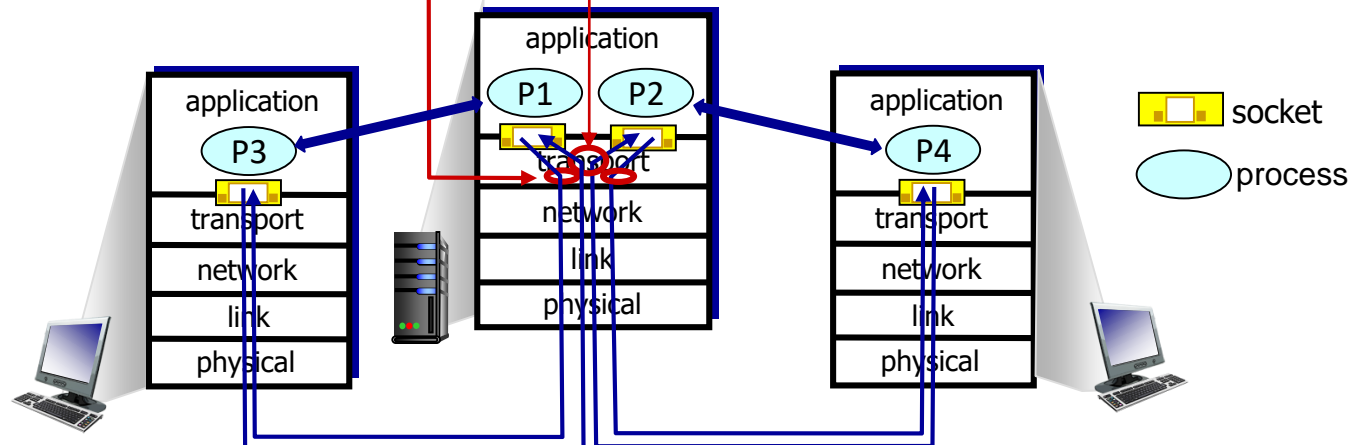 application
P3
transport
network
link
physical
application
P1
P2
transport
network
link
physical
application
P4
transport
network
link
physical
socket
process